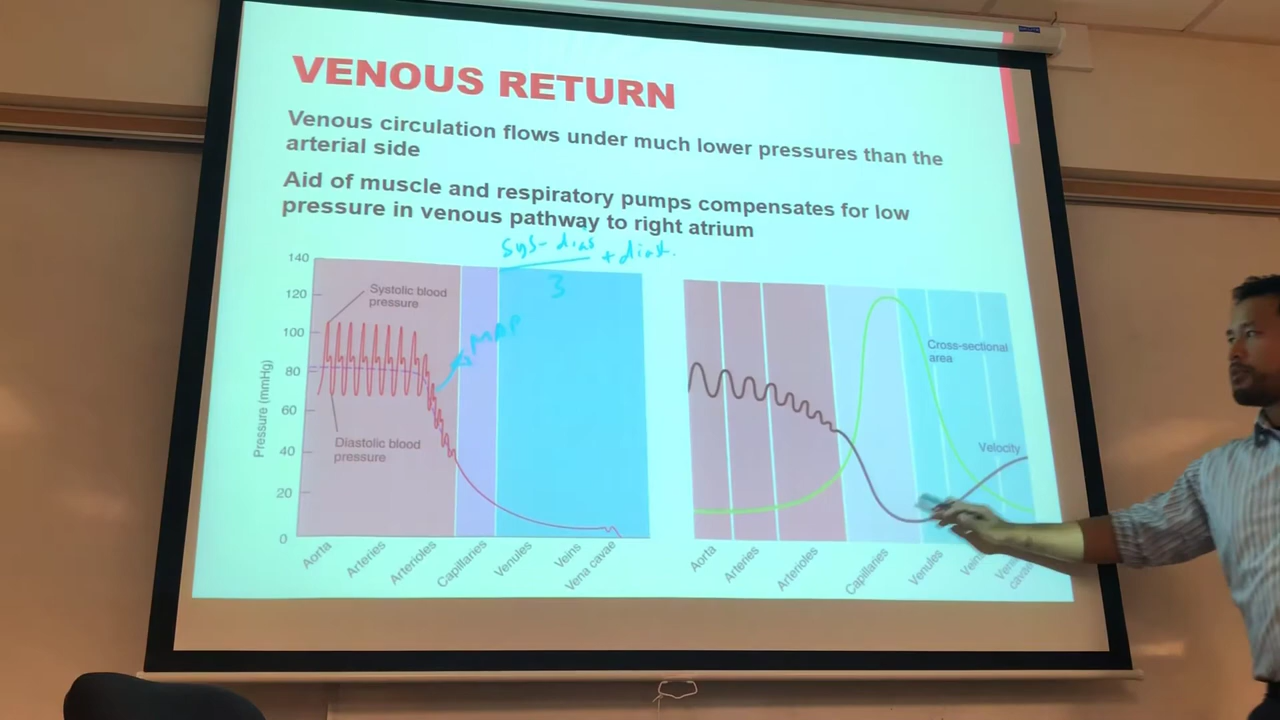 VENOUS RETURN
Venous circulation flows under much lower pressures than the
arterial side
Aid of muscle and respiratory pumps compensates for low
pressure in venous pathway to right atrium
sys- dias + diast.
3
140
120
100
80
60
40
20
0
Pressure (mmHg)
Systolic blood
pressure
MAP
Diastolic blood
pressure
Aorta
Arteries
Arterioles
Capillaries
Venules
Veins
Vena cavae
Cross-sectional
area
Velocity
Aorta
Arteries
Arterioles
Capillaries
Venules